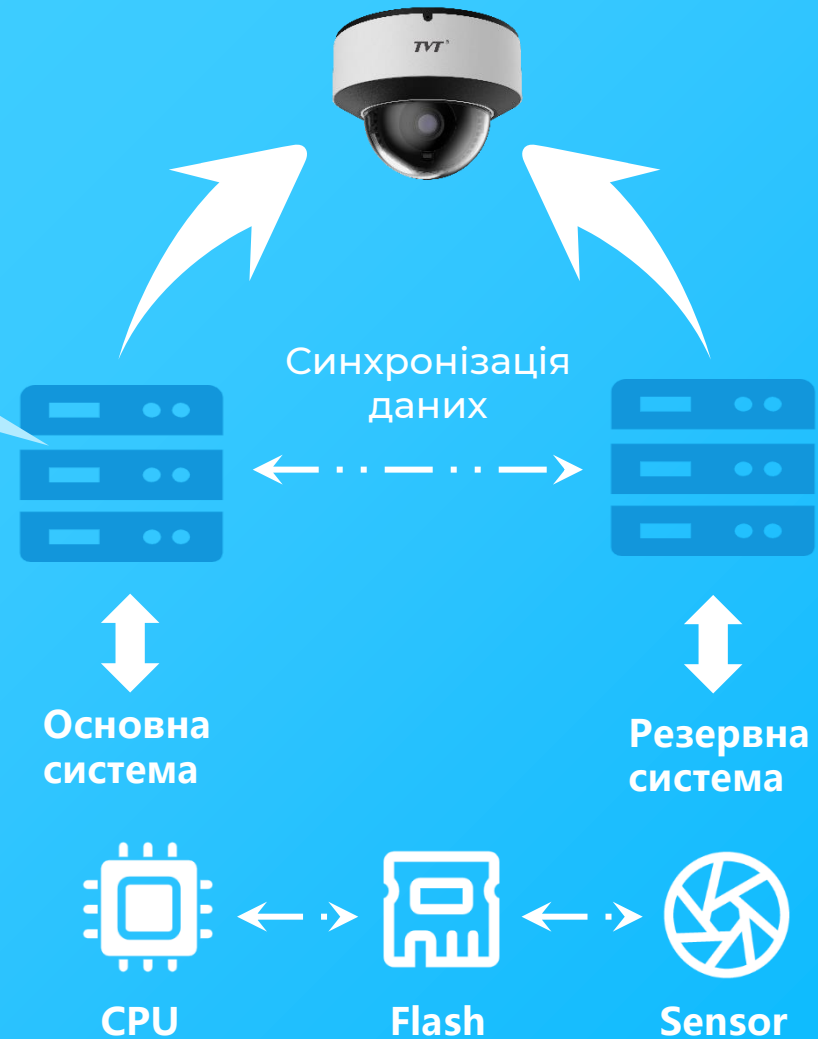 TVT
Синхронізація
даних
Основна
система
Резервна
система
CPU
Flash
Sensor